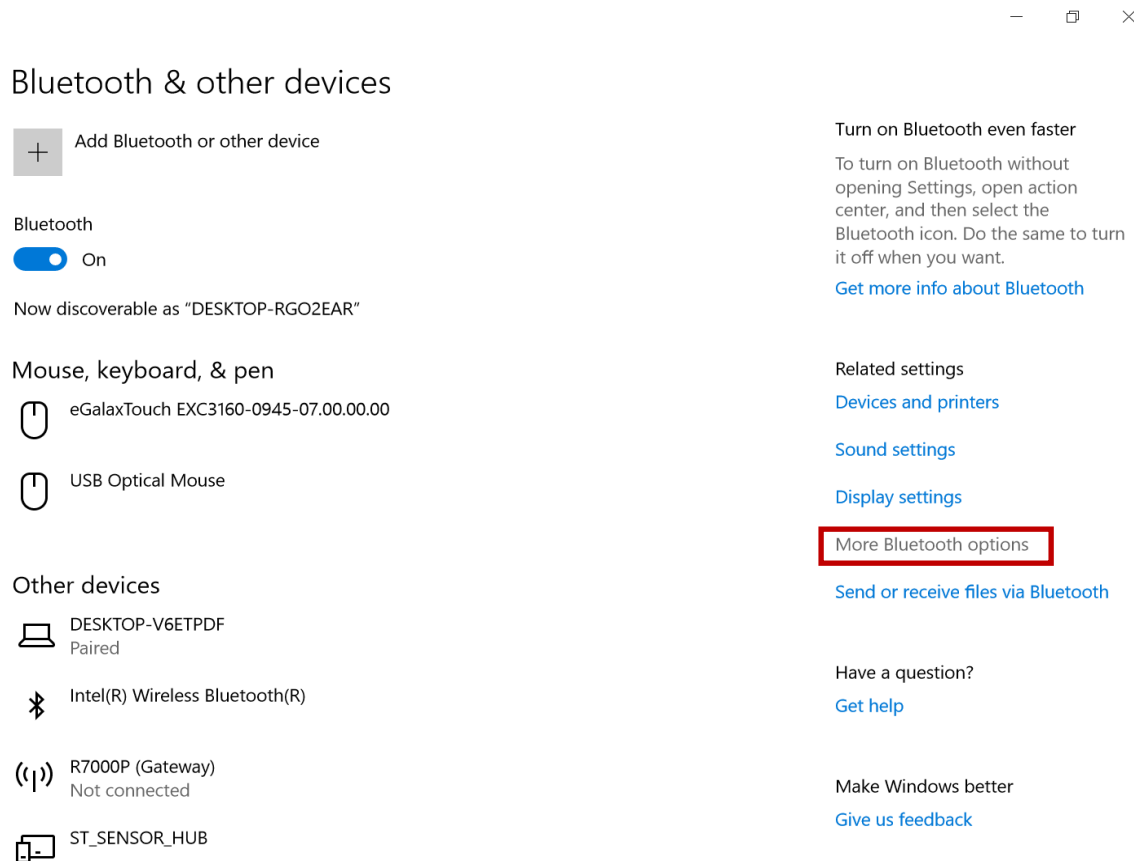 Bluetooth & other devices
Add Bluetooth or other device
Bluetooth
On
Now discoverable as “DESKTOP-RGO2EAR”
Mouse, keyboard, & pen
eGalaxTouch EXC3160-0945-07.00.00.00
USB Optical Mouse
Other devices
DESKTOP-V6ETPDF
Paired
Intel(R) Wireless Bluetooth(R)
R7000P (Gateway)
Not connected
ST_SENSOR_HUB
Turn on Bluetooth even faster
To turn on Bluetooth without
opening Settings, open action
center, and then select the
Bluetooth icon. Do the same to turn
it off when you want.
Get more info about Bluetooth
Related settings
Devices and printers
Sound settings
Display settings
More Bluetooth options
Send or receive files via Bluetooth
Have a question?
Get help
Make Windows better
Give us feedback